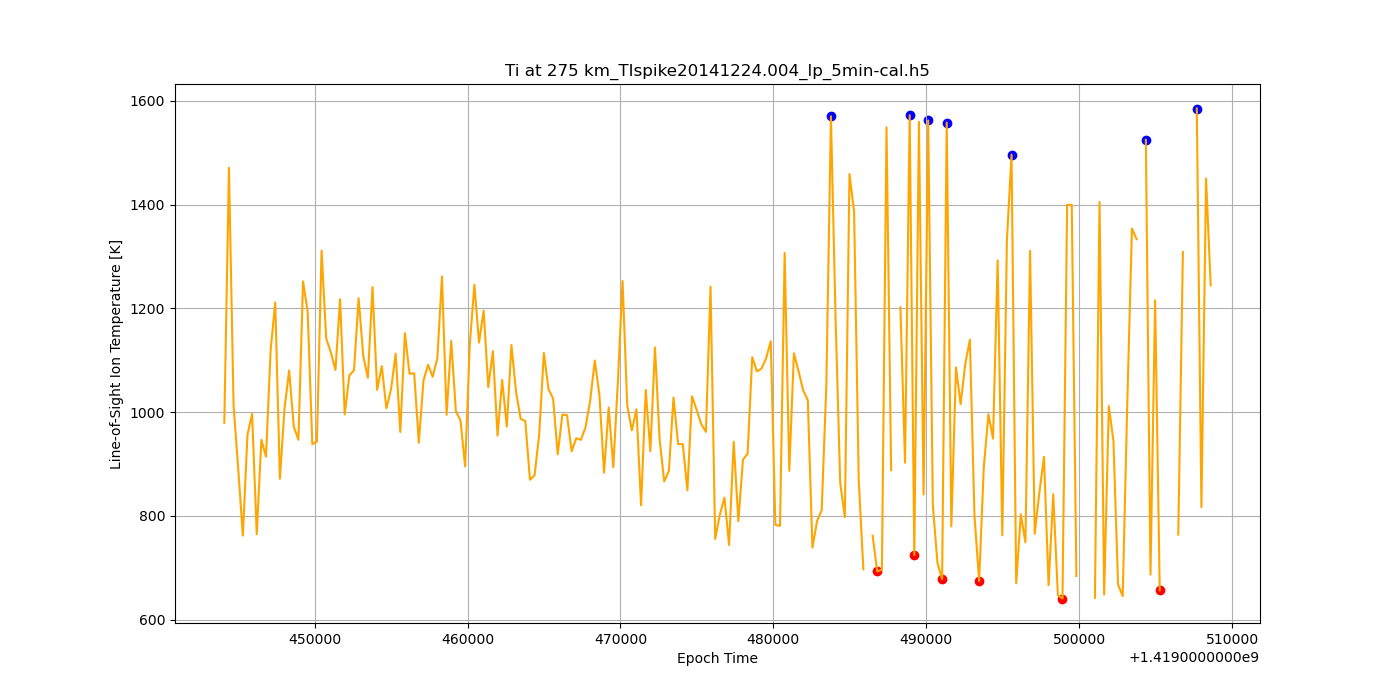 Ti at 275 km_TIspike20141224.004_lp_5min-cal.h5
1600
1400
1200
1000
800
600
Line-of-Sight Ion Temperature [K]
450000 460000 470000 480000 490000 500000 510000
Epoch Time
+1.4190000000e9